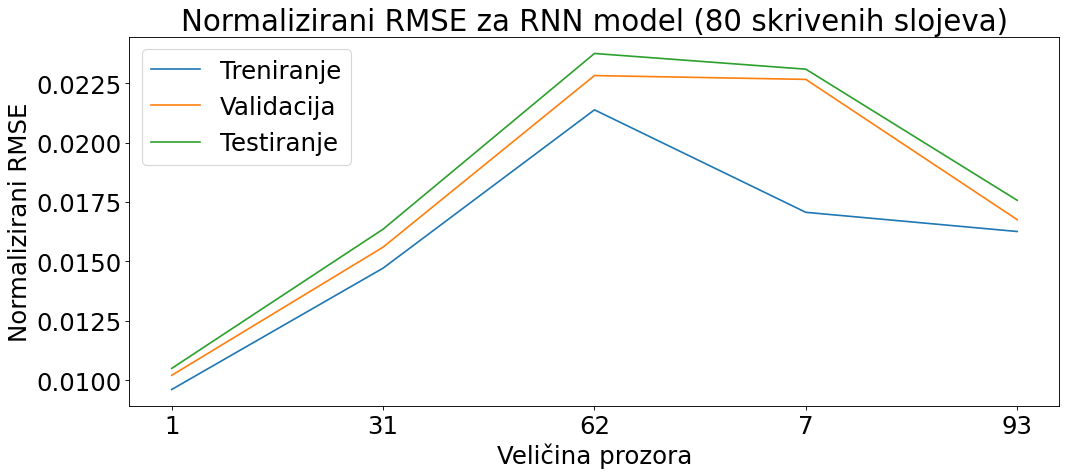 Normalizirani RMSE za RNN model (80 skrivenih slojeva)
Treniranje
Validacija
Testiranje
Normalizirani RMSE
0.0225
0.0200
0.0175
0.0150
0.0125
0.0100
1 31 62 7 93
Veličina prozora